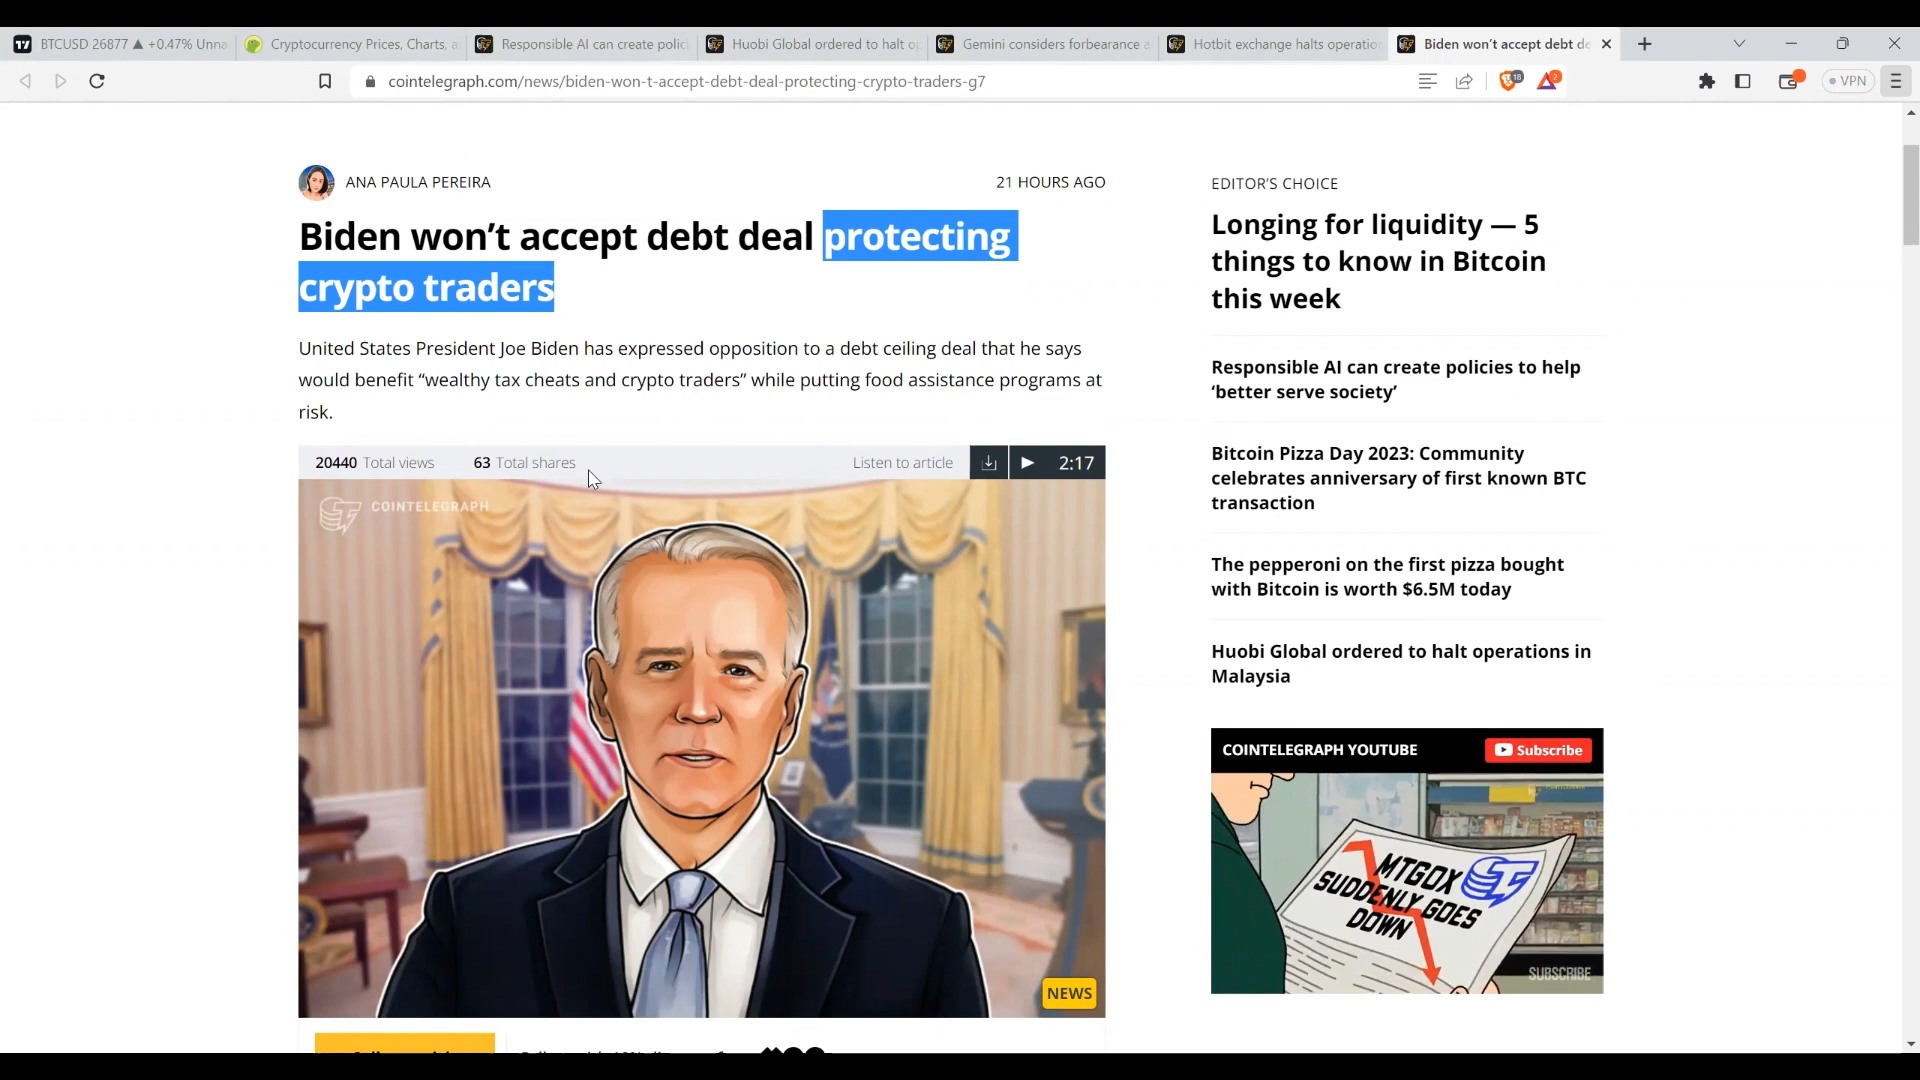 BTCUSD 26877 ▲ +0.47% Unna
Cryptocurrency Prices, Charts, a
Responsible AI can create polic
Huobi Global ordered to halt op
Gemini considers forbearance a
Hotbit exchange halts operation
Biden won't accept debt de
cointelegraph.com/news/biden-won-t-accept-debt-deal-protecting-crypto-traders-g7
18
2
VPN
ANA PAULA PEREIRA
21 HOURS AGO
Biden won't accept debt deal protecting
crypto traders
United States President Joe Biden has expressed opposition to a debt ceiling deal that he says
would benefit “wealthy tax cheats and crypto traders” while putting food assistance programs at
risk.
20440 Total views
63 Total shares
Listen to article
2:17
COINTELEGRAPH
NEWS
EDITOR'S CHOICE
Longing for liquidity — 5
things to know in Bitcoin
this week
Responsible AI can create policies to help
‘better serve society’
Bitcoin Pizza Day 2023: Community
celebrates anniversary of first known BTC
transaction
The pepperoni on the first pizza bought
with Bitcoin is worth $6.5M today
Huobi Global ordered to halt operations in
Malaysia
COINTELEGRAPH YOUTUBE
Subscribe
MTGOX
SUDDENLY GOES
DOWN
SUBSCRIBE